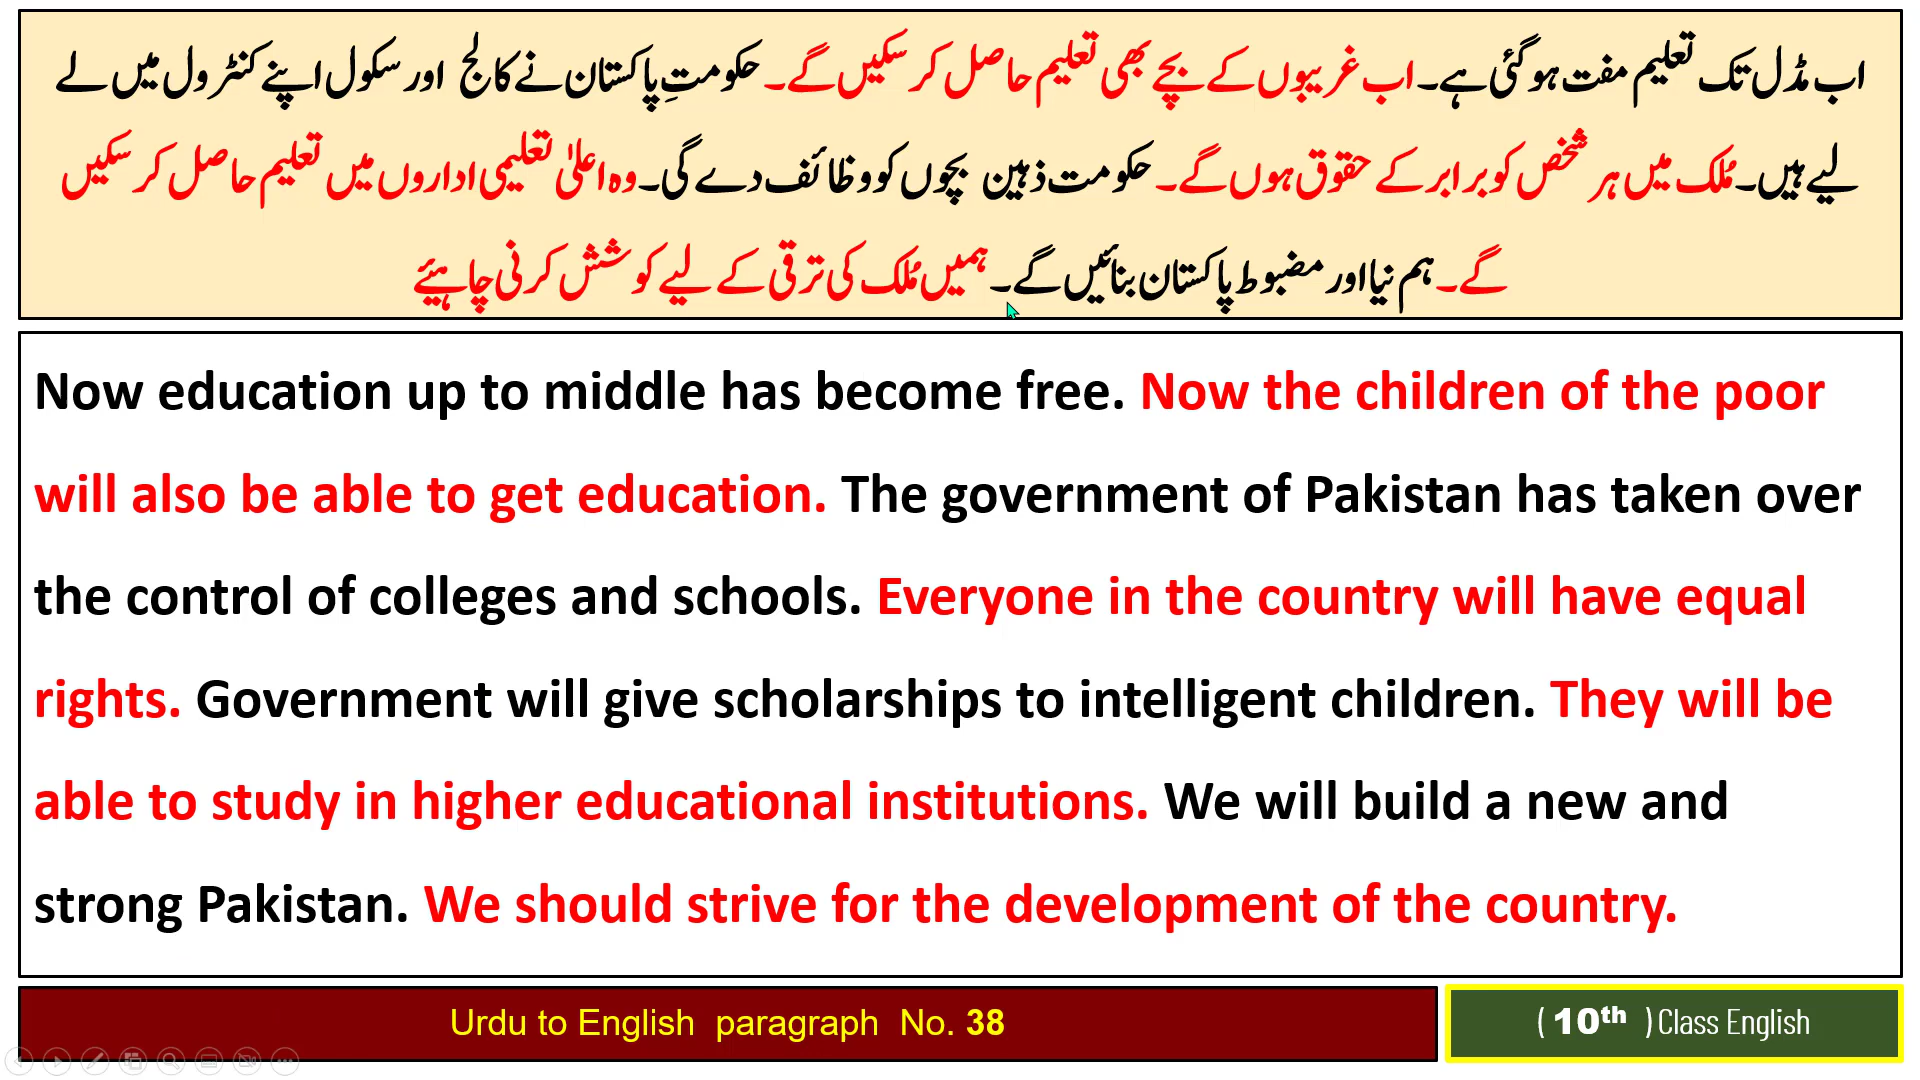 اب مڈل تک تعلیم مفت ہو گئی ہے۔ اب غریبوں کے بچے بھی تعلیم حاصل کر سکیں گے۔ حکومتِ پاکستان نے کالج اور سکول اپنے کنٹرول میں لے
لیے ہیں۔ مُلک میں ہر شخص کو برابر کے حقوق ہوں گے۔ حکومت ذہین بچوں کو وظائف دے گی۔ وہ اعلیٰ تعلیمی اداروں میں تعلیم حاصل کر سکیں
گے۔ ہم نیا اور مضبوط پاکستان بنائیں گے۔ ہمیں مُلک کی ترقی کے لیے کوشش کرنی چاہیئے
Now education up to middle has become free. Now the children of the poor
will also be able to get education. The government of Pakistan has taken over
the control of colleges and schools. Everyone in the country will have equal
rights. Government will give scholarships to intelligent children. They will be
able to study in higher educational institutions. We will build a new and
strong Pakistan. We should strive for the development of the country.
Urdu to English paragraph No. 38
( 10th ) Class English